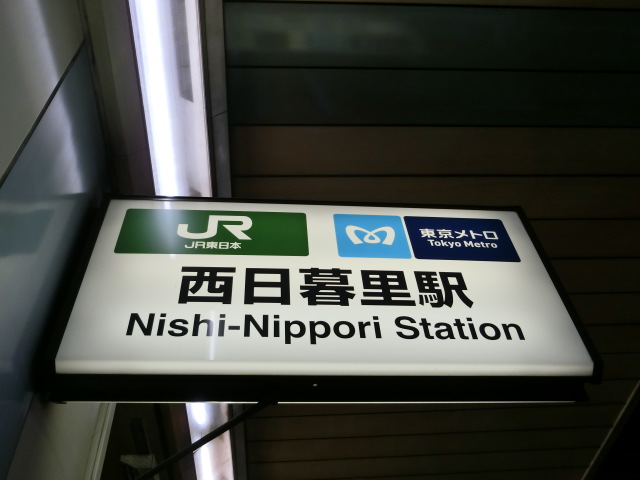 JR
JR東日本
東京メトロ
Tokyo Metro
西日暮里駅
Nishi-Nippori Station